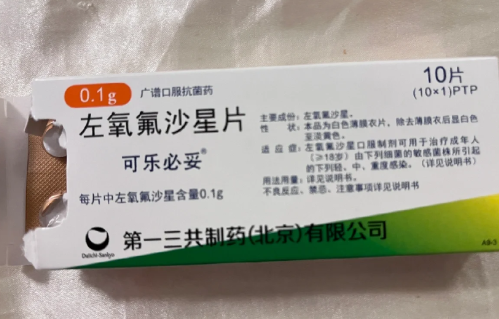 0.1g
广谱口服抗菌药
10片
(10×1)PTP
左氧氟沙星片
可乐必妥®
每片中左氧氟沙星含量0.1g
主要成份：左氧氟沙星。
性　状：本品为白色薄膜衣片，除去薄膜衣后显白色
至淡黄色。
适 应 症：左氧氟沙星口服制剂可用于治疗成年人
（≥18岁）由下列细菌的敏感菌株所引起
的下列轻、中、重度感染。（详见说明书）
用法用量：详见说明书。
不良反应、禁忌、注意事项详见说明书
Daiichi-Sankyo
第一三共制药(北京)有限公司